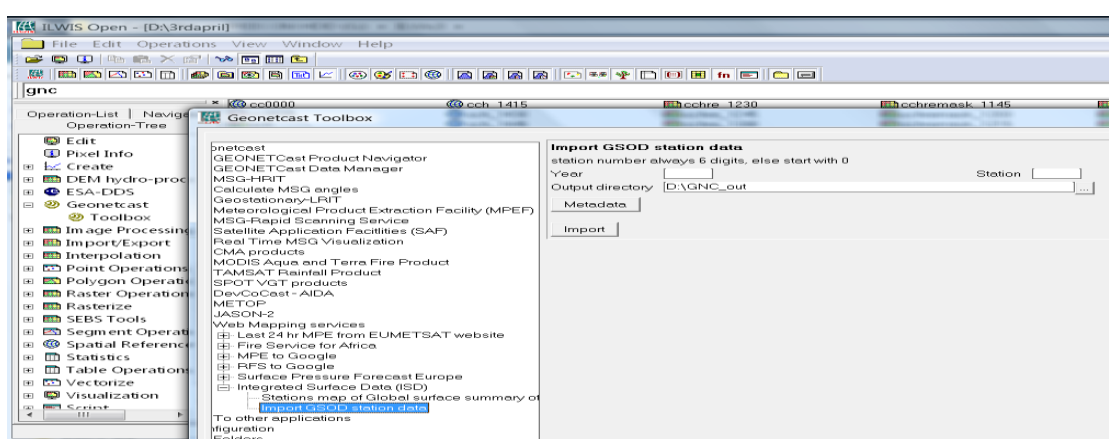 ILWIS Open - [D:\3rdapril]
File Edit Operations View Window Help
fn
gnc
cc0000 cch_1415 cchre_1230 cchremask_1145
Operation-List Naviga
Operation-Tree
Edit
Pixel Info
Create
DEM hydro-proc
ESA-DDS
Geonetcast
Toolbox
Image Processing
Import/Export
Interpolation
Point Operations
Polygon Operati
Raster Operation
Rasterize
SEBS Tools
Segment Operati
Spatial Reference
Statistics
Table Operations
Vectorize
Visualization
Script
Geonetcast Toolbox
onetcast
GEONETCast Product Navigator
GEONETCast Data Manager
MSG-HRIT
Calculate MSG angles
Geostationary-LRIT
Meteorological Product Extraction Facility (MPEF)
MSG-Rapid Scanning Service
Satellite Application Facitlities (SAF)
Real Time MSG Visualization
CMA products
MODIS Aqua and Terra Fire Product
TAMSAT Rainfall Product
SPOT VGT products
DevCoCast - AIDA
METOP
JASON-2
Web Mapping services
Last 24 hr MPE from EUMETSAT website
Fire Service for Africa
MPE to Google
RFS to Google
Surface Pressure Forecast Europe
Integrated Surface Data (ISD)
Stations map of Global surface summary of
Import GSOD station data
To other applications
nfiguration
Folders
Import GSOD station data
station number always 6 digits, else start with 0
Year Station
Output directory D:\GNC_out ...
Metadata
Import